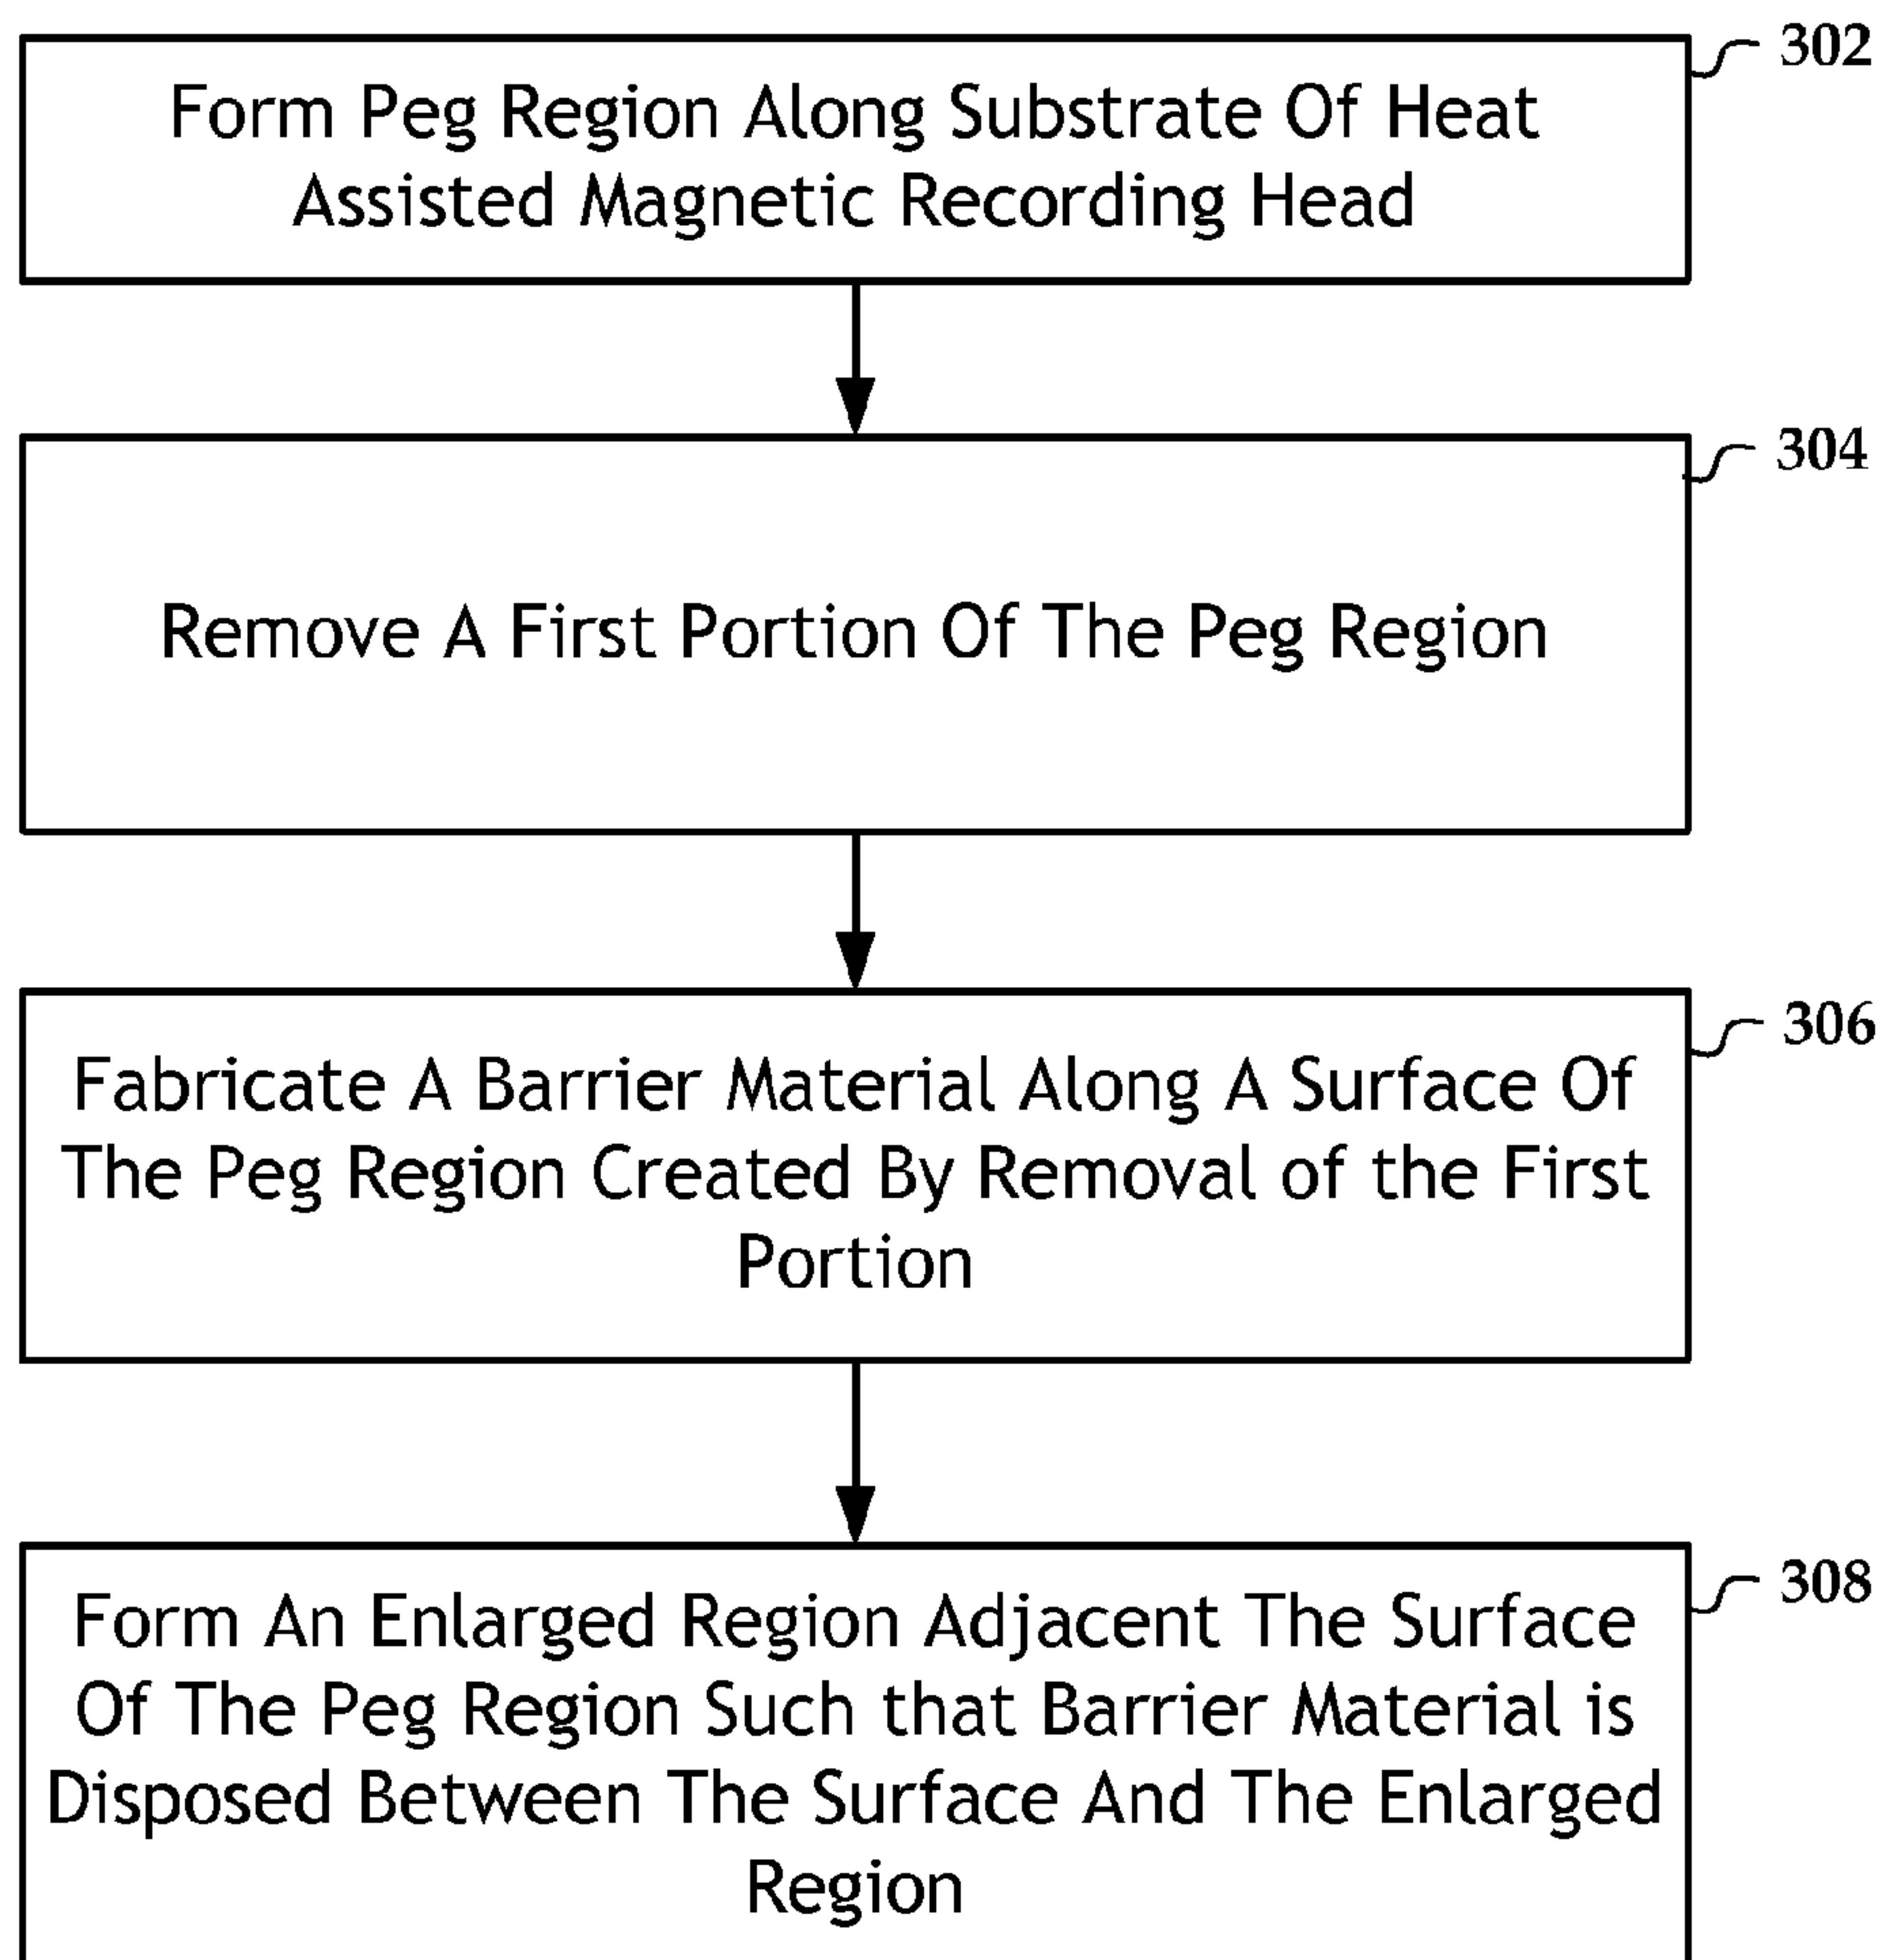 302
Form Peg Region Along Substrate Of Heat
Assisted Magnetic Recording Head
304
Remove A First Portion Of The Peg Region
306
Fabricate A Barrier Material Along A Surface Of
The Peg Region Created By Removal of the First
Portion
308
Form An Enlarged Region Adjacent The Surface
Of The Peg Region Such that Barrier Material is
Disposed Between The Surface And The Enlarged
Region